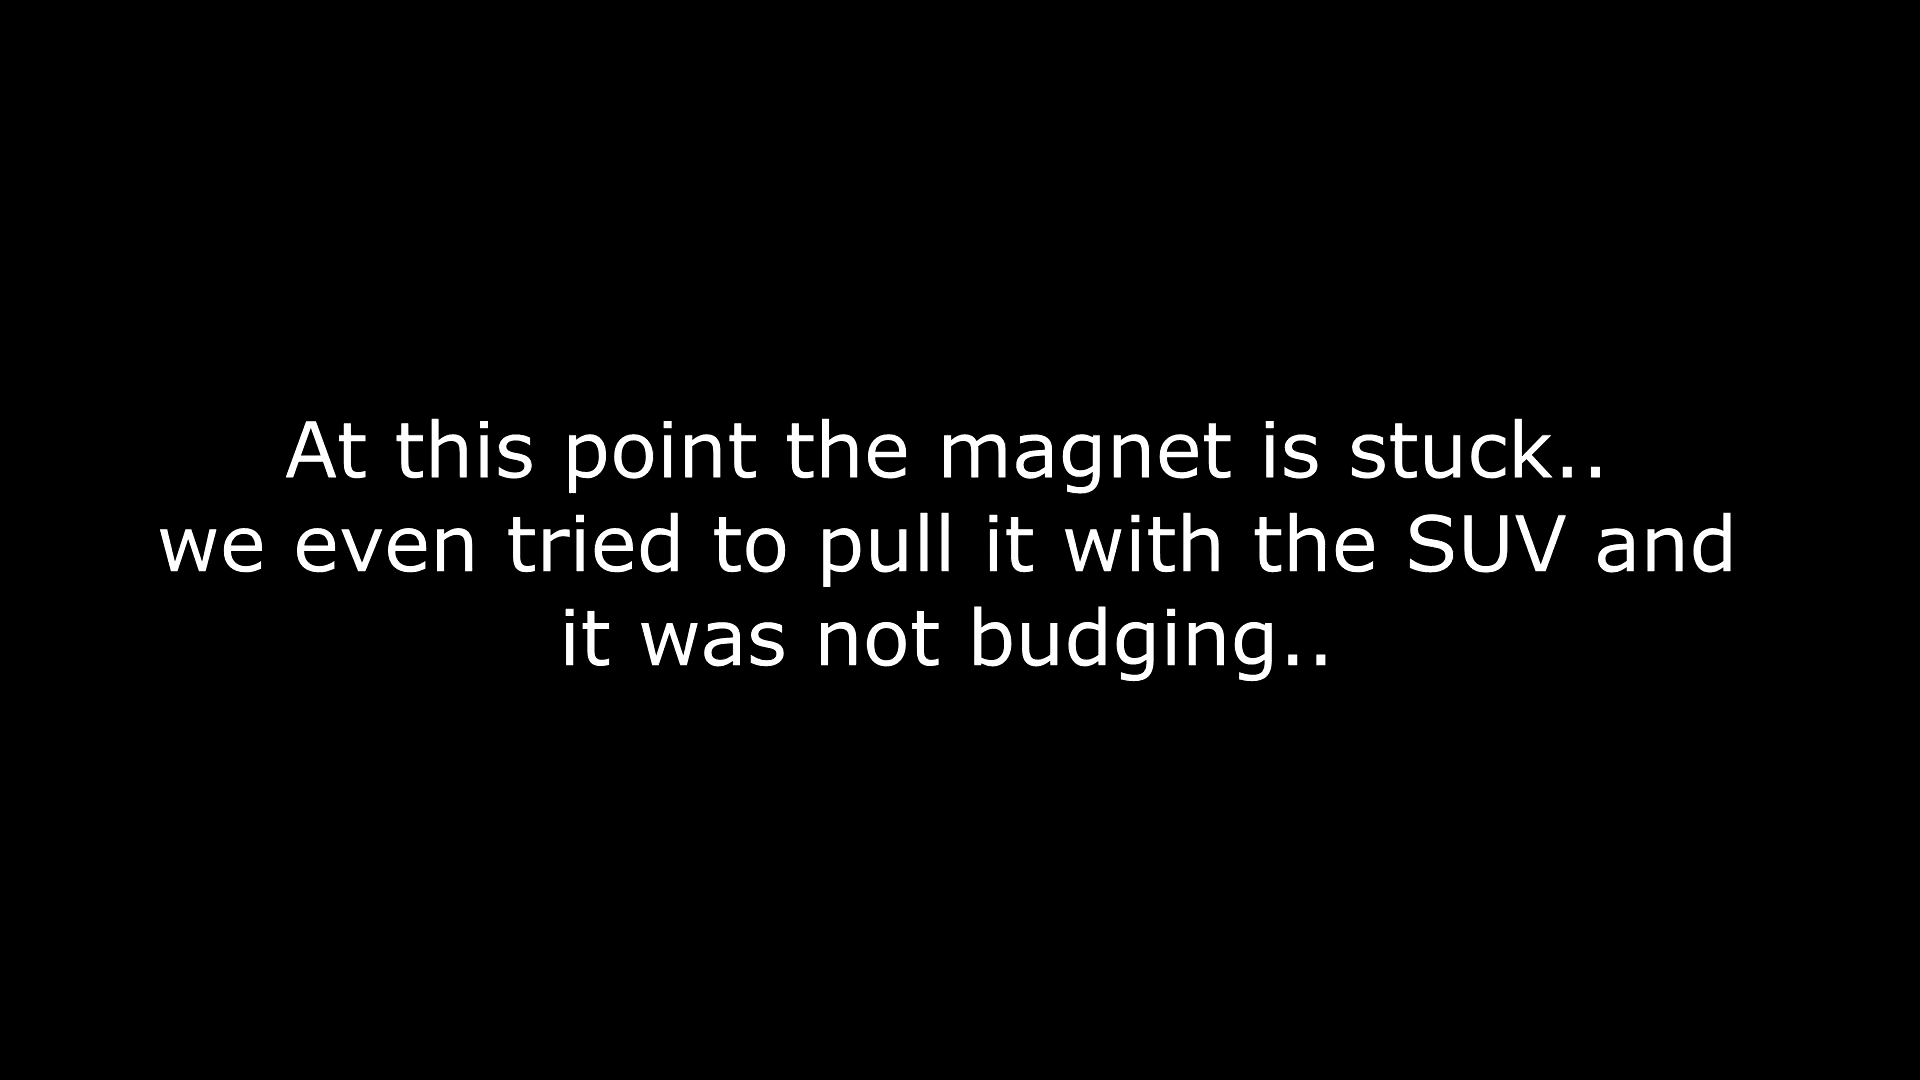 At this point the magnet is stuck..
we even tried to pull it with the SUV and
it was not budging..